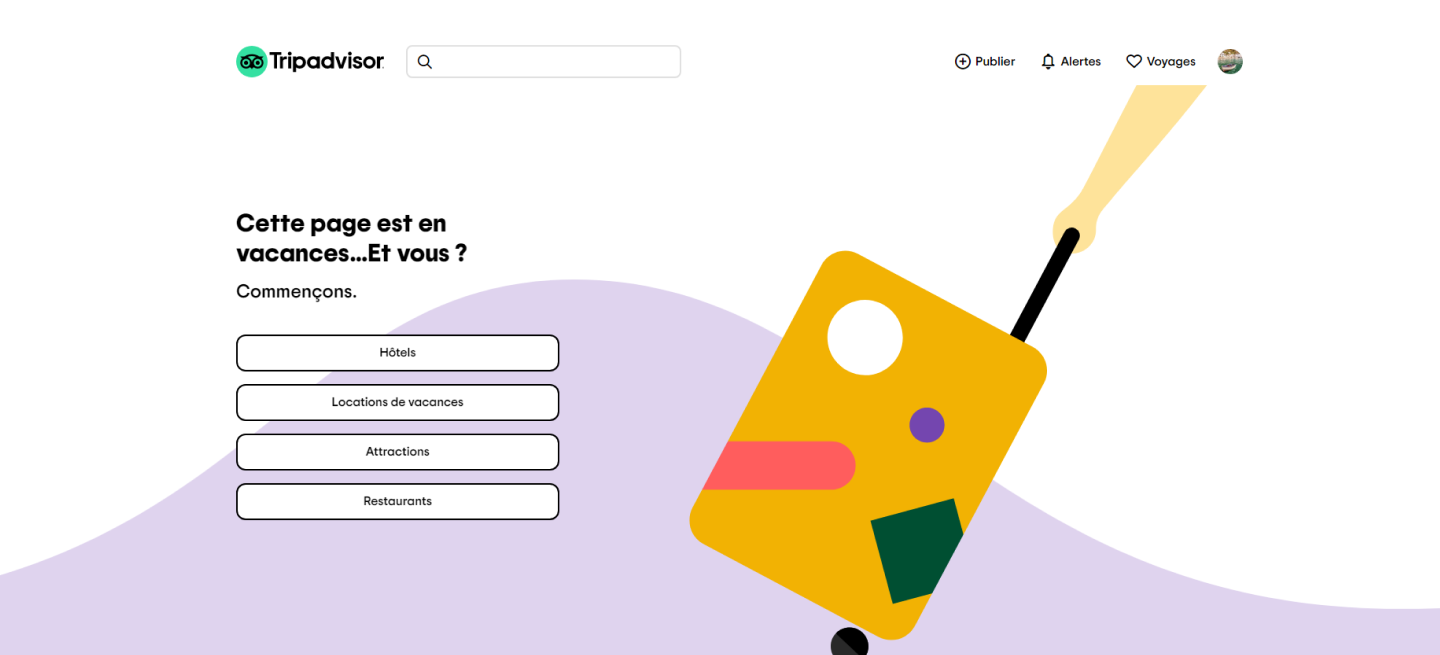 Tripadvisor
Publier
Alertes
Voyages
Cette page est en
vacances...Et vous ?
Commençons.
Hôtels
Locations de vacances
Attractions
Restaurants